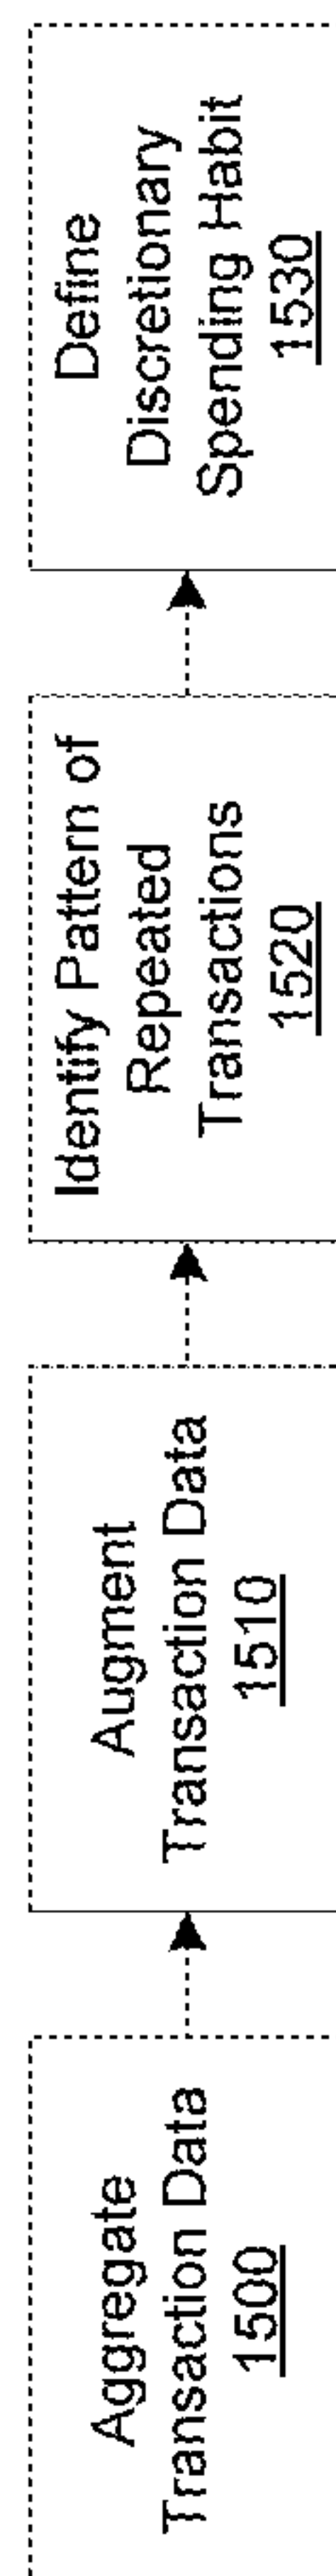 Aggregate
Transaction Data
1500
Augment
Transaction Data
1510
Identify Pattern of
Repeated
Transactions
1520
Define
Discretionary
Spending Habit
1530